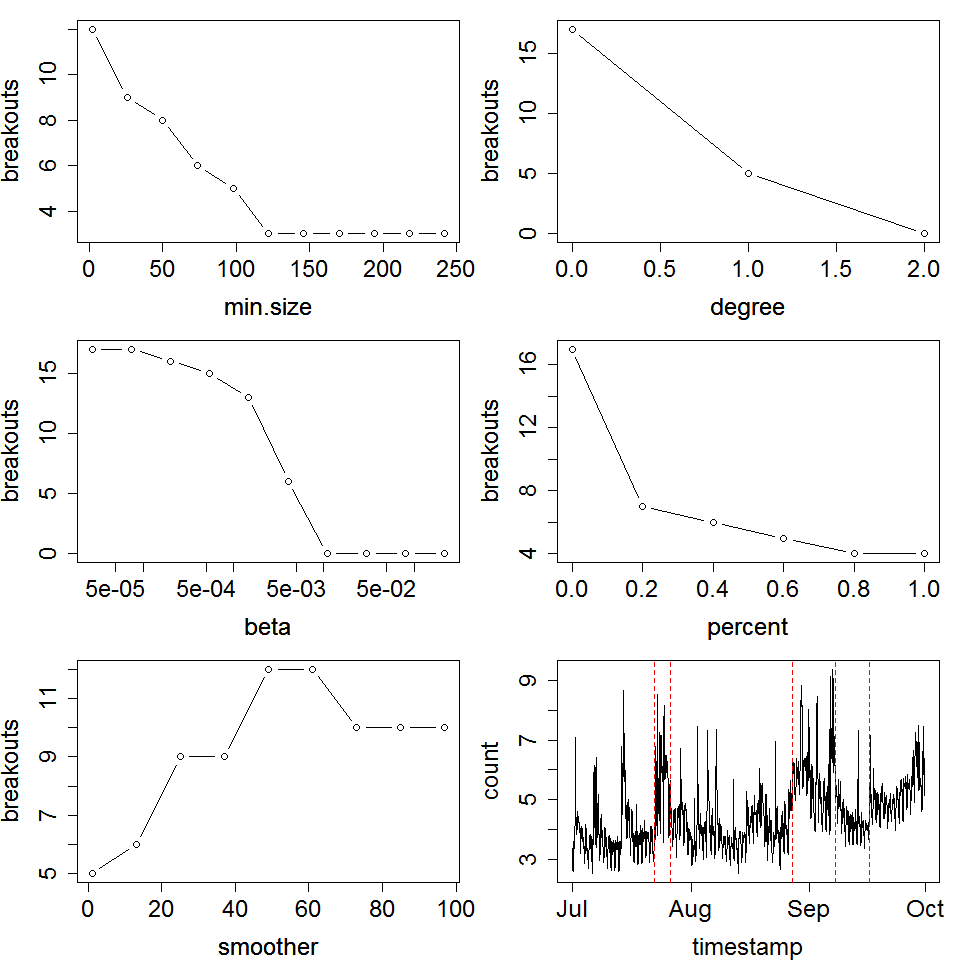 breakouts
4 6 8 10
0 50 100 150 200 250
min.size
breakouts
0 5 10 15
0.0 0.5 1.0 1.5 2.0
degree
breakouts
0 5 10 15
5e-05 5e-04 5e-03 5e-02
beta
breakouts
4 8 12 16
0.0 0.2 0.4 0.6 0.8 1.0
percent
breakouts
5 7 9 11
0 20 40 60 80 100
smoother
count
3 5 7 9
Jul Aug Sep Oct
timestamp